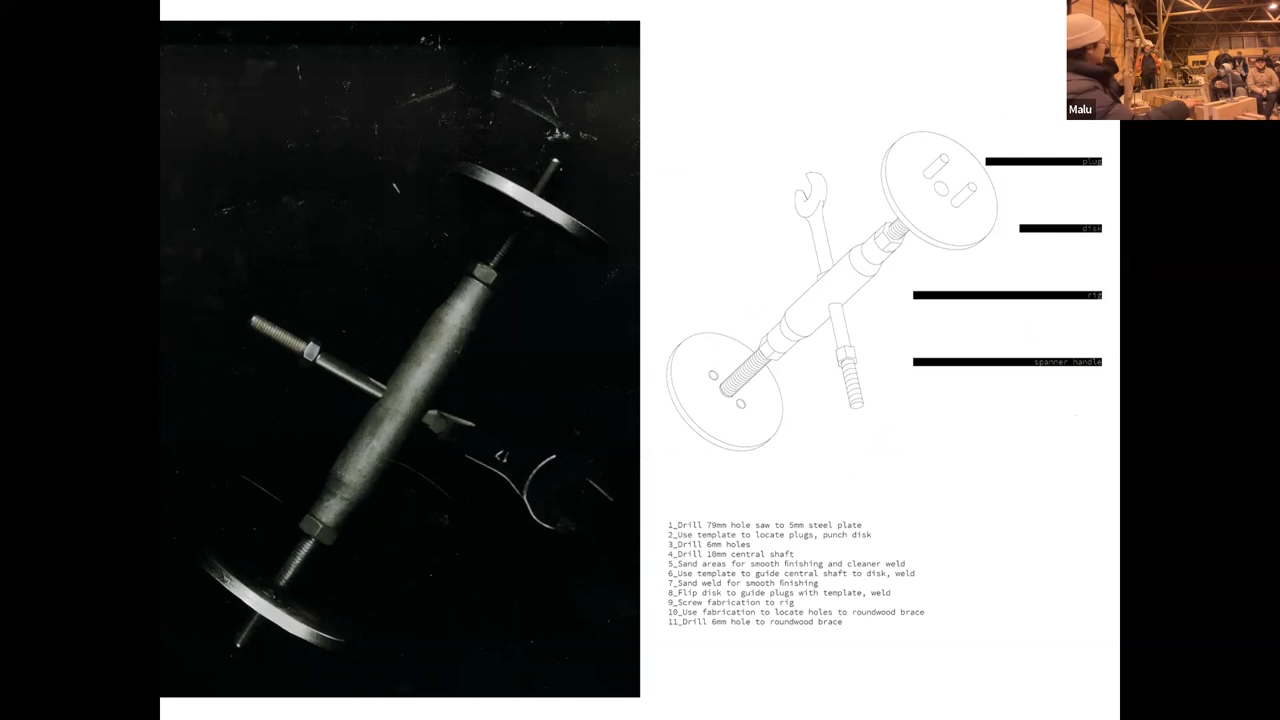 Malu
plug
disk
rig
spanner handle
1_Drill 79mm hole saw to 5mm steel plate
2_Use template to locate plugs, punch disk
3_Drill 6mm holes
4_Drill 10mm central shaft
5_Sand areas for smooth finishing and cleaner weld
6_Use template to guide central shaft to disk, weld
7_Sand weld for smooth finishing
8_Flip disk to guide plugs with template, weld
9_Screw fabrication to rig
10_Use fabrication to locate holes to roundwood brace
11_Drill 6mm hole to roundwood brace